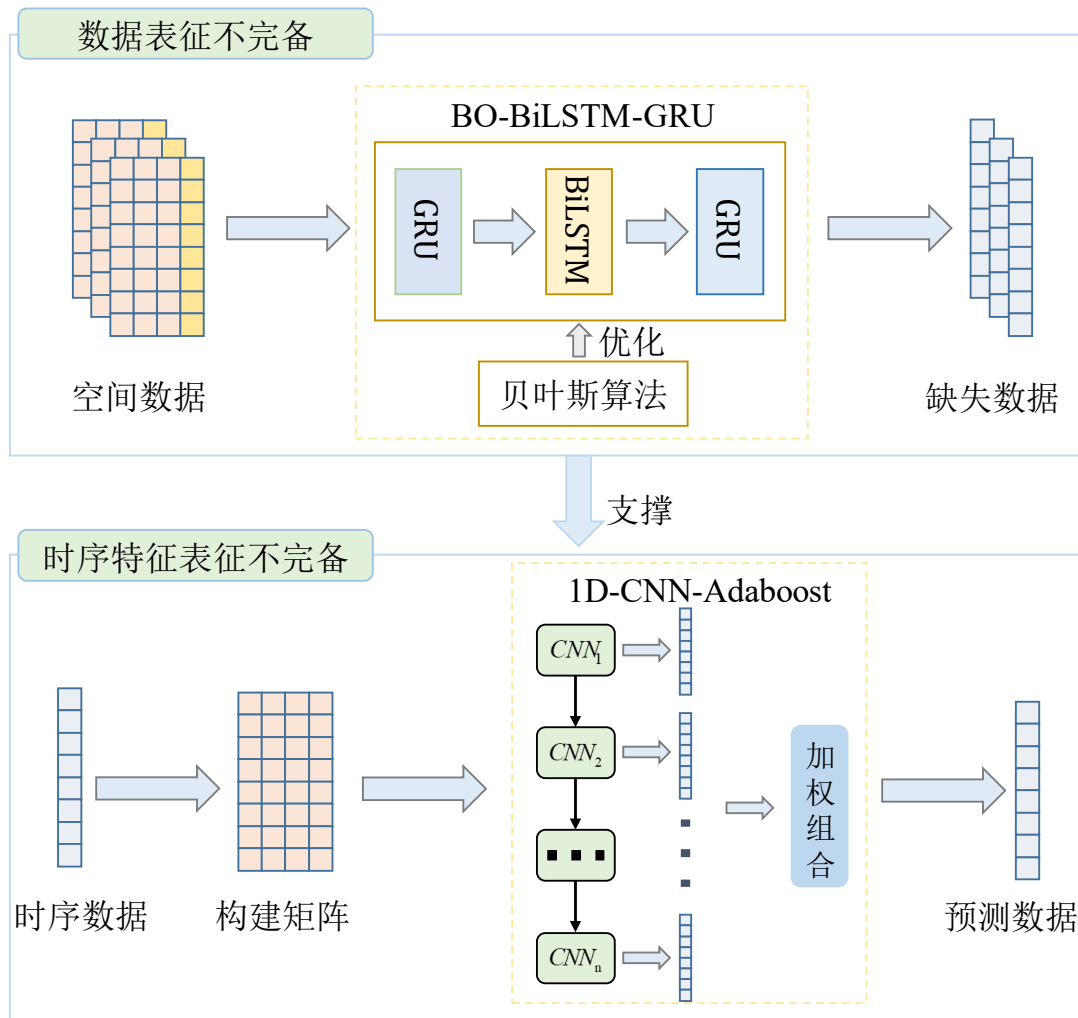 数据表征不完备
BO-BiLSTM-GRU
GRU
BiLSTM
GRU
优化
贝叶斯算法
空间数据
缺失数据
支撑
时序特征表征不完备
1D-CNN-Adaboost
CNN₁
CNN₂
CNNₙ
加权组合
时序数据
构建矩阵
预测数据